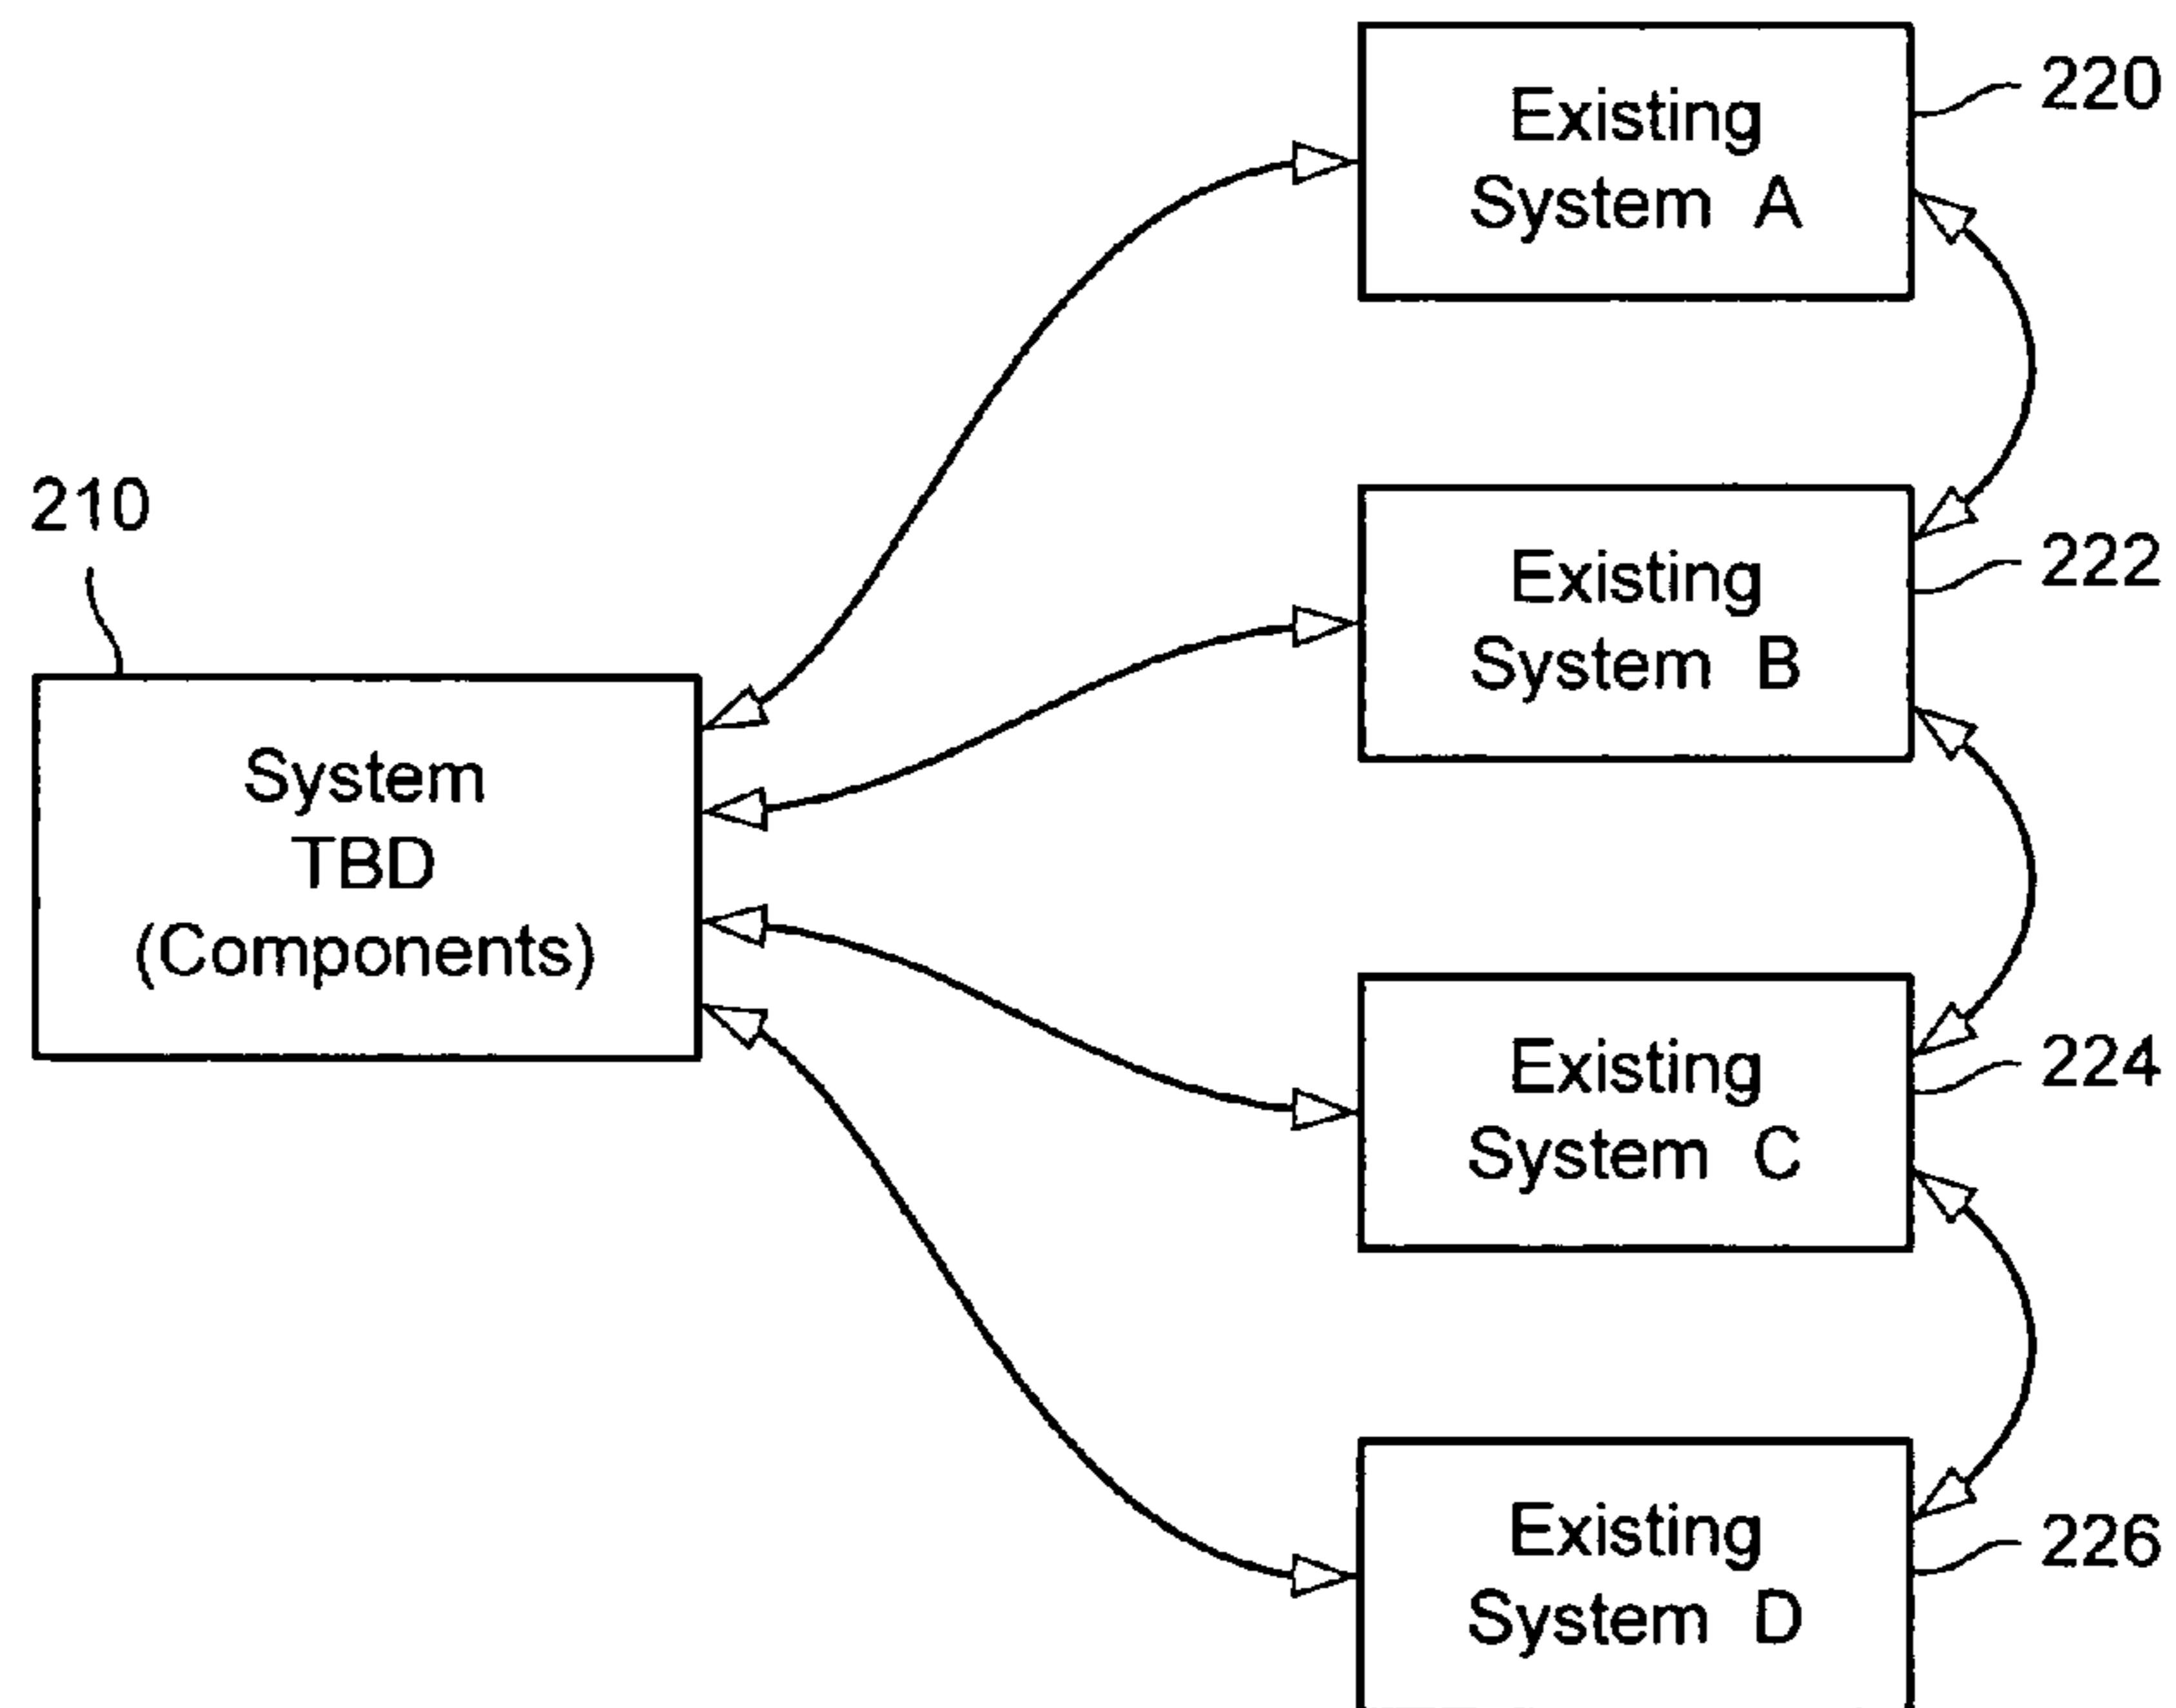 Existing
System A
220
210
Existing
System B
222
System
TBD
(Components)
Existing
System C
224
Existing
System D
226